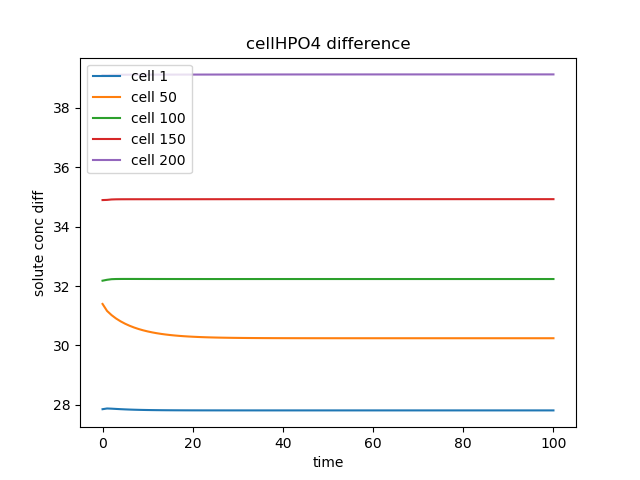 cellHPO4 difference
cell 1
cell 50
cell 100
cell 150
cell 200
38
36
34
32
30
28
solute conc diff
0 20 40 60 80 100
time